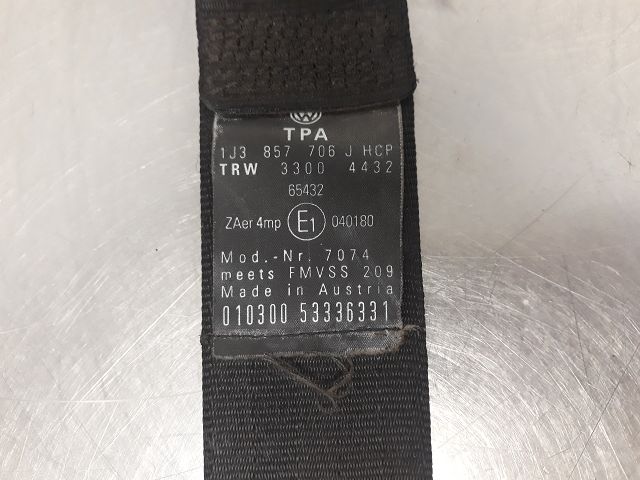 TPA
1J3 857 706 J HCP
TRW 3300 4432
65432
ZAer 4mp E1 040180
Mod.-Nr. 7074
meets FMVSS 209
Made in Austria
010300 53336331